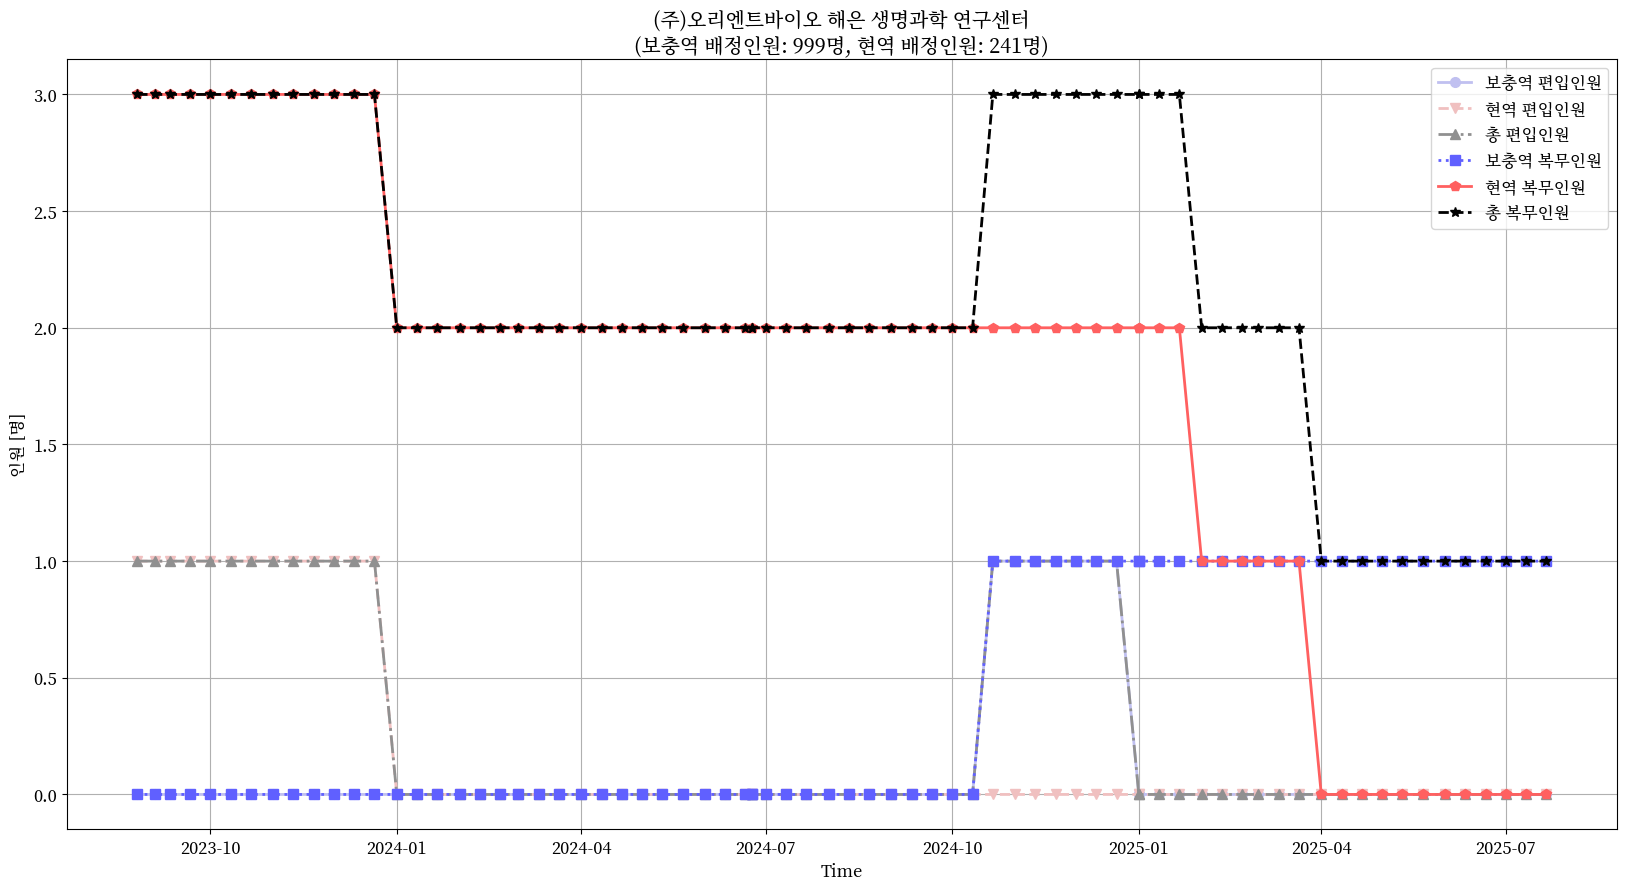 (주)오리엔트바이오 해은 생명과학 연구센터
(보충역 배정인원: 999명, 현역 배정인원: 241명)
보충역 편입인원
현역 편입인원
총 편입인원
보충역 복무인원
현역 복무인원
총 복무인원
3.0
2.5
2.0
1.5
1.0
0.5
0.0
인원 [명]
2023-10 2024-01 2024-04 2024-07 2024-10 2025-01 2025-04 2025-07
Time